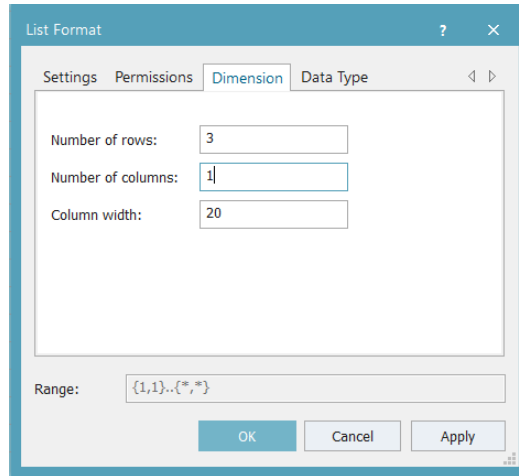 List Format ? ×
Settings Permissions Dimension Data Type
Number of rows: 3
Number of columns: 1
Column width: 20
Range: {1,1}..{*,*}
OK Cancel Apply